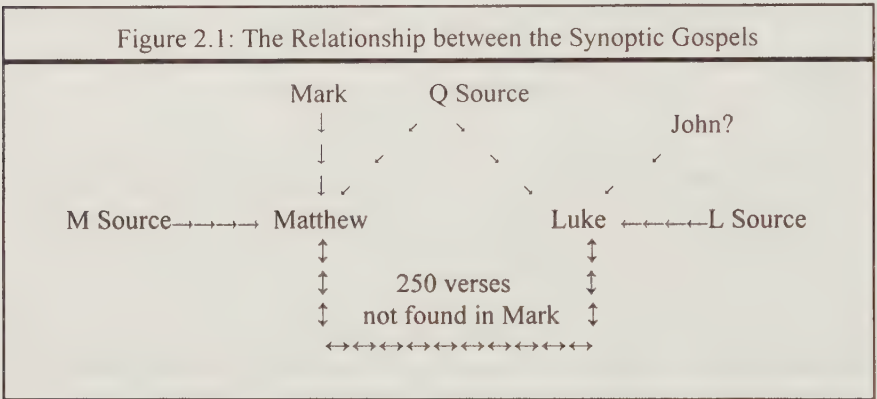 Figure 2.1: The Relationship between the Synoptic Gospels
Mark Q Source
↓ ↙ ↘ John?
↓ ↙ ↘ ↙
↓ ↙ ↘ ↙
M Source→→→→ Matthew Luke ←←←←L Source
↕ ↕
↕ 250 verses ↕
↕ not found in Mark ↕
↔↔↔↔↔↔↔↔↔↔